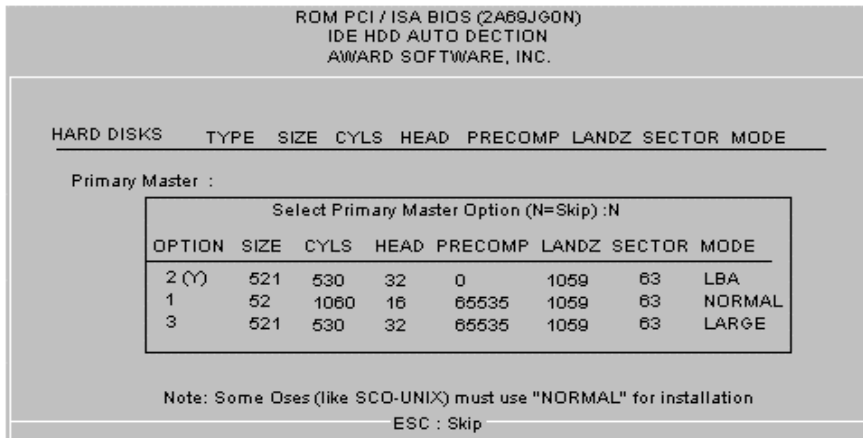 ROM PCI / ISA BIOS (2A69JG0N)
IDE HDD AUTO DECTION
AWARD SOFTWARE, INC.
HARD DISKS TYPE SIZE CYLS HEAD PRECOMP LANDZ SECTOR MODE
Primary Master :
Select Primary Master Option (N=Skip) :N
OPTION SIZE CYLS HEAD PRECOMP LANDZ SECTOR MODE
2 (Y) 521 530 32 0 1059 63 LBA
1 52 1060 16 65535 1059 63 NORMAL
3 521 530 32 65535 1059 63 LARGE
Note: Some Oses (like SCO-UNIX) must use "NORMAL" for installation
ESC : Skip